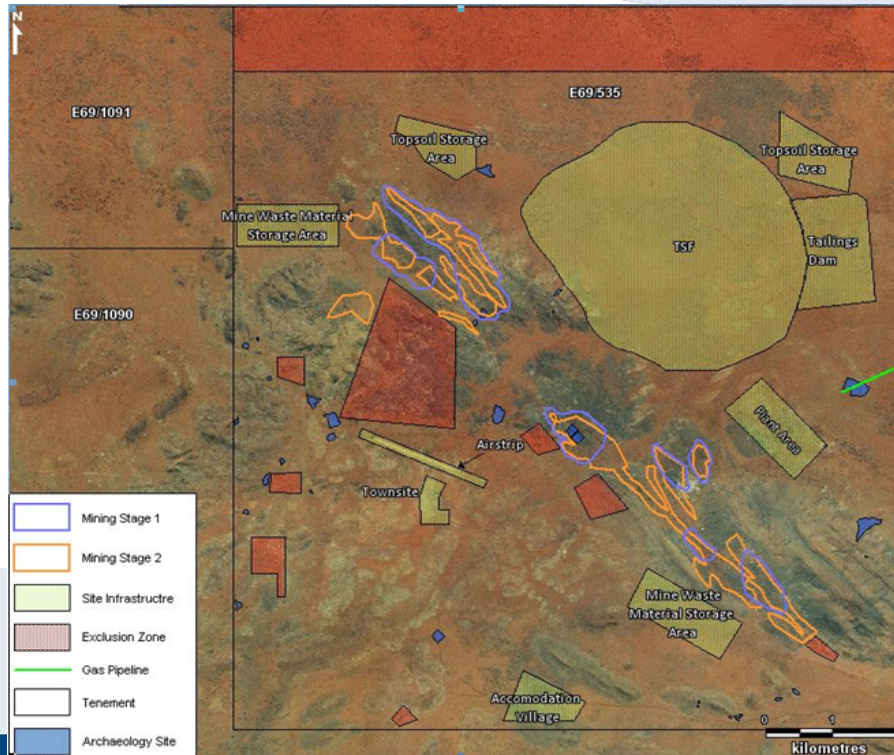 N
E69/1091
E69/535
Topsoil Storage
Area
Topsoil Storage
Area
Mine Waste Material
Storage Area
TSF
Tailings
Dam
E69/1090
Plant Area
Airstrip
Townsite
Mine Waste
Material Storage
Area
Accomodation
Village
Mining Stage 1
Mining Stage 2
Site Infrastructre
Exclusion Zone
Gas Pipeline
Tenement
Archaeology Site
0 1
kilometres